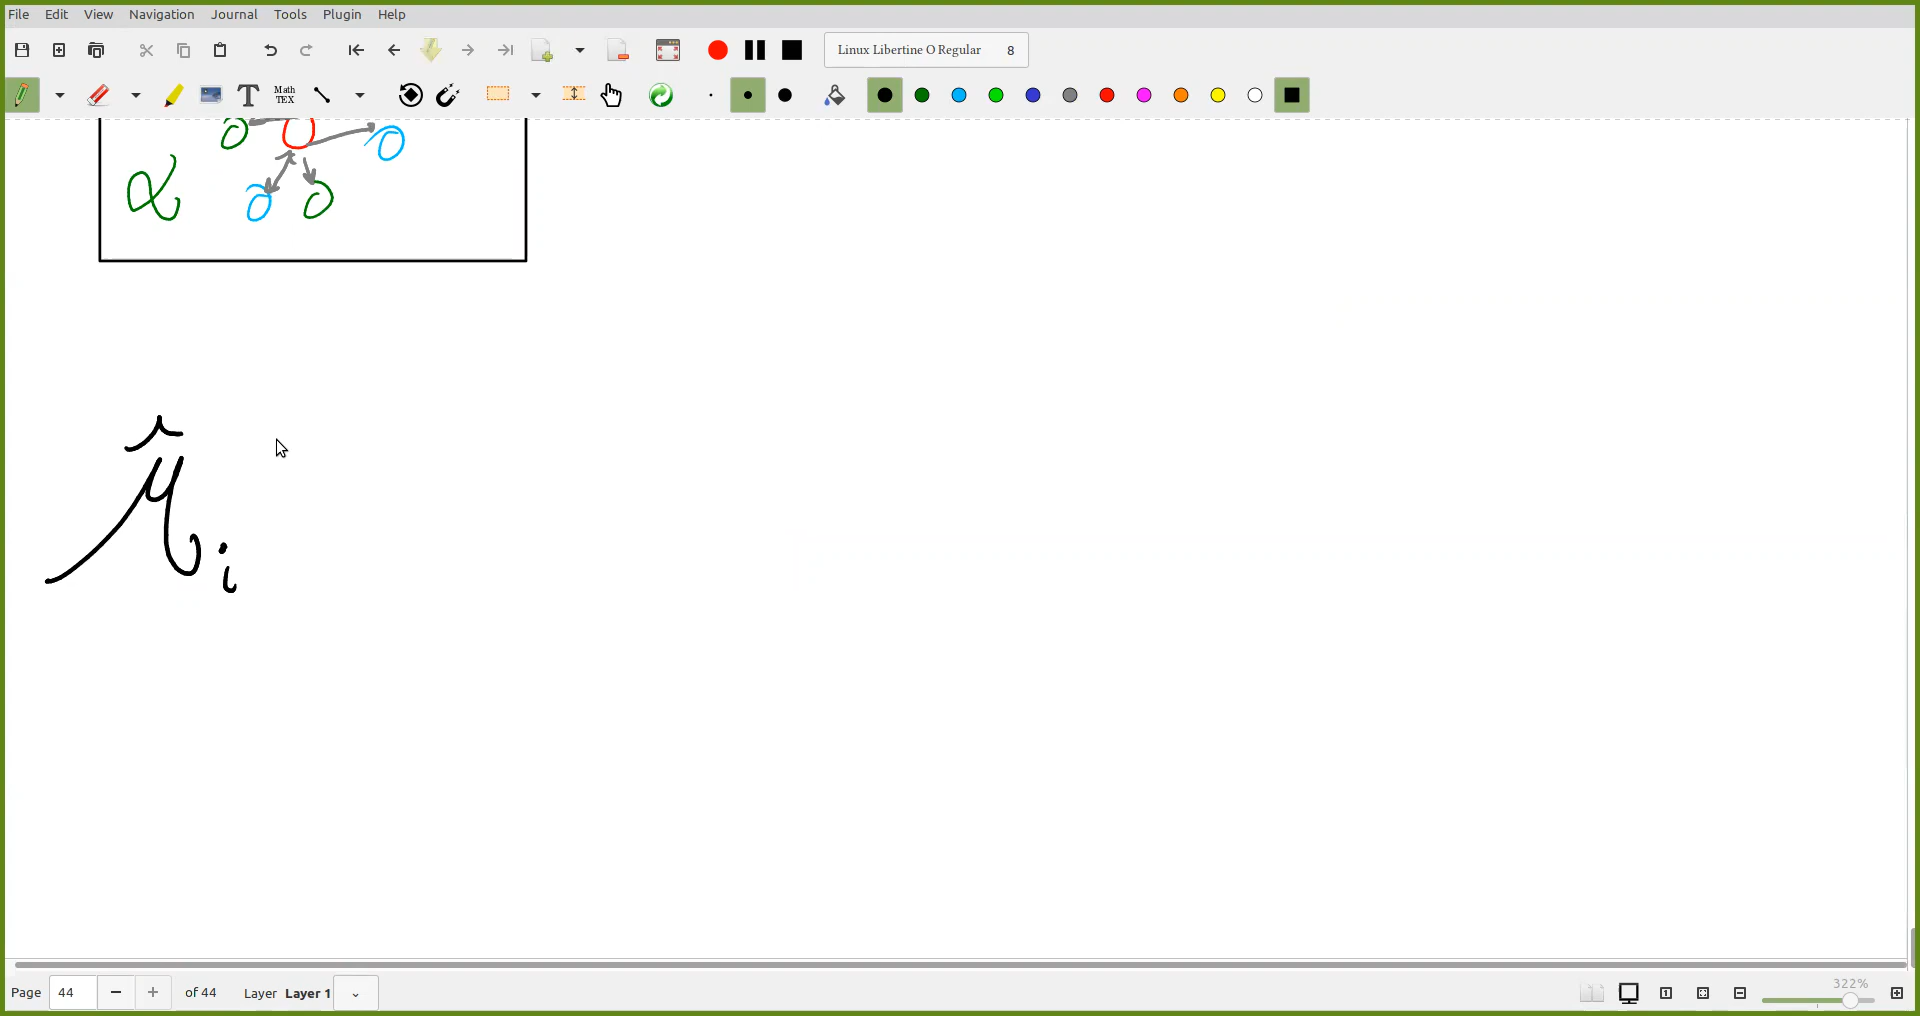 File Edit View Navigation Journal Tools Plugin Help
Linux Libertine O Regular 8
T Math TEX
α
μ̂ᵢ
322%
Page 44 of 44 Layer Layer 1